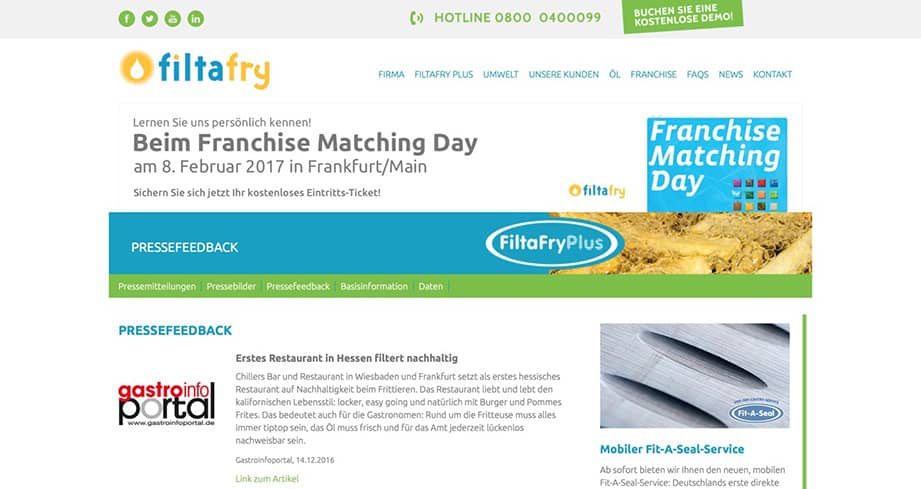 HOTLINE 0800 0400099
BUCHEN SIE EINE
KOSTENLOSE DEMO!
filtafry
FIRMA FILTAFRY PLUS UMWELT UNSERE KUNDEN ÖL FRANCHISE FAQS NEWS KONTAKT
Lernen Sie uns persönlich kennen!
Beim Franchise Matching Day
am 8. Februar 2017 in Frankfurt/Main
Sichern Sie sich jetzt Ihr kostenloses Eintritts-Ticket!
filtafry
Franchise
Matching
Day
PRESSEFEEDBACK
FiltaFryPlus
Pressemitteilungen Pressebilder Pressefeedback Basisinformation Daten
PRESSEFEEDBACK
gastroinfo
portal
www.gastroinfoportal.de
Erstes Restaurant in Hessen filtert nachhaltig
Chillers Bar und Restaurant in Wiesbaden und Frankfurt setzt als erstes hessisches
Restaurant auf Nachhaltigkeit beim Frittieren. Das Restaurant liebt und lebt den
kalifornischen Lebensstil: locker, easy going und natürlich mit Burger und Pommes
Frites. Das bedeutet auch für die Gastronomen: Rund um die Fritteuse muss alles
immer tiptop sein, das Öl muss frisch und für das Amt jederzeit lückenlos
nachweisbar sein.
Gastroinfoportal, 14.12.2016
Link zum Artikel
Fit-A-Seal
Mobiler Fit-A-Seal-Service
Ab sofort bieten wir Ihnen den neuen, mobilen
Fit-A-Seal-Service: Deutschlands erste direkte